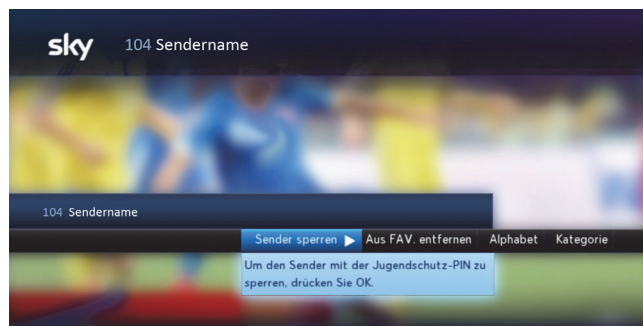 sky 104 Sendername
104 Sendername
Sender sperren Aus FAV. entfernen Alphabet Kategorie
Um den Sender mit der Jugendschutz-PIN zu
sperren, drücken Sie OK.